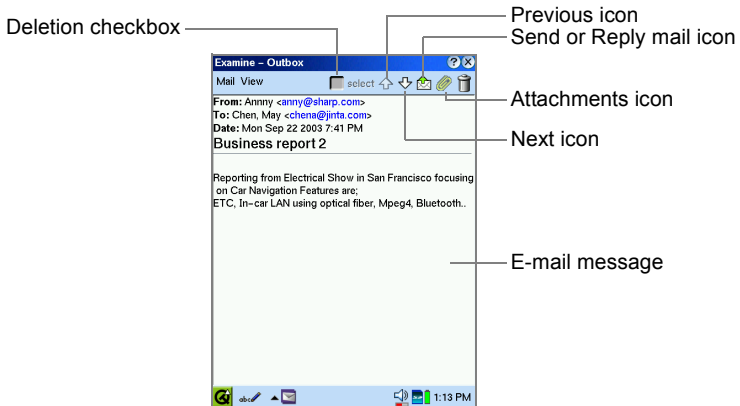 Deletion checkbox
Previous icon
Send or Reply mail icon
Examine – Outbox
Mail View
select
Attachments icon
From: Annny <anny@sharp.com>
To: Chen, May <chena@jinta.com>
Date: Mon Sep 22 2003 7:41 PM
Business report 2
Next icon
Reporting from Electrical Show in San Francisco focusing
on Car Navigation Features are;
ETC, In-car LAN using optical fiber, Mpeg4, Bluetooth..
E-mail message
abc
1:13 PM